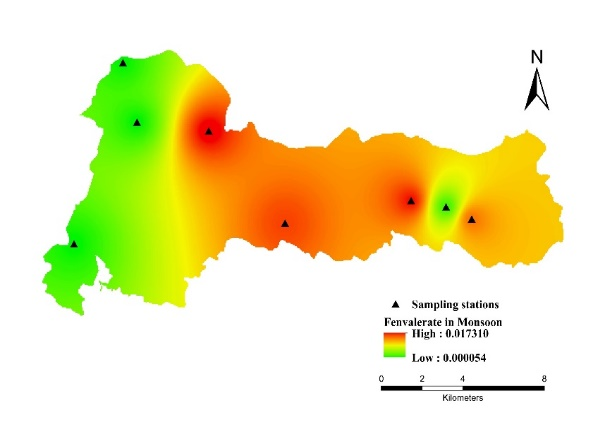 N
Sampling stations
Fenvalerate in Monsoon
High : 0.017310
Low : 0.000054
0 2 4 8
Kilometers